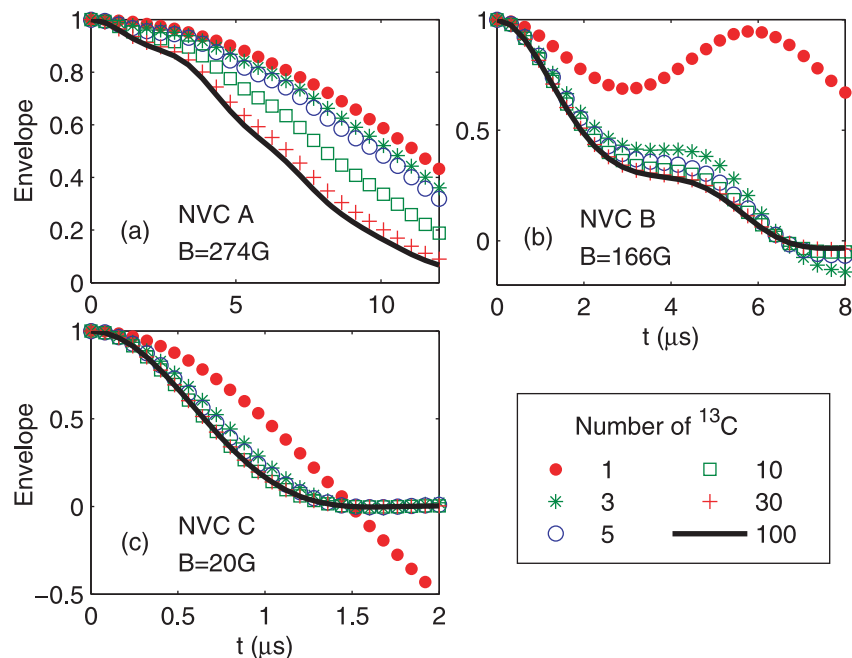 1
0.8
0.6
0.4
0.2
0
0 5 10
Envelope
(a) NVC A
B=274G
1
0.5
0
0 2 4 6 8
t (μs)
(b) NVC B
B=166G
1
0.5
0
−0.5
0 0.5 1 1.5 2
Envelope
t (μs)
(c) NVC C
B=20G
Number of ¹³C
1 10
3 30
5 100